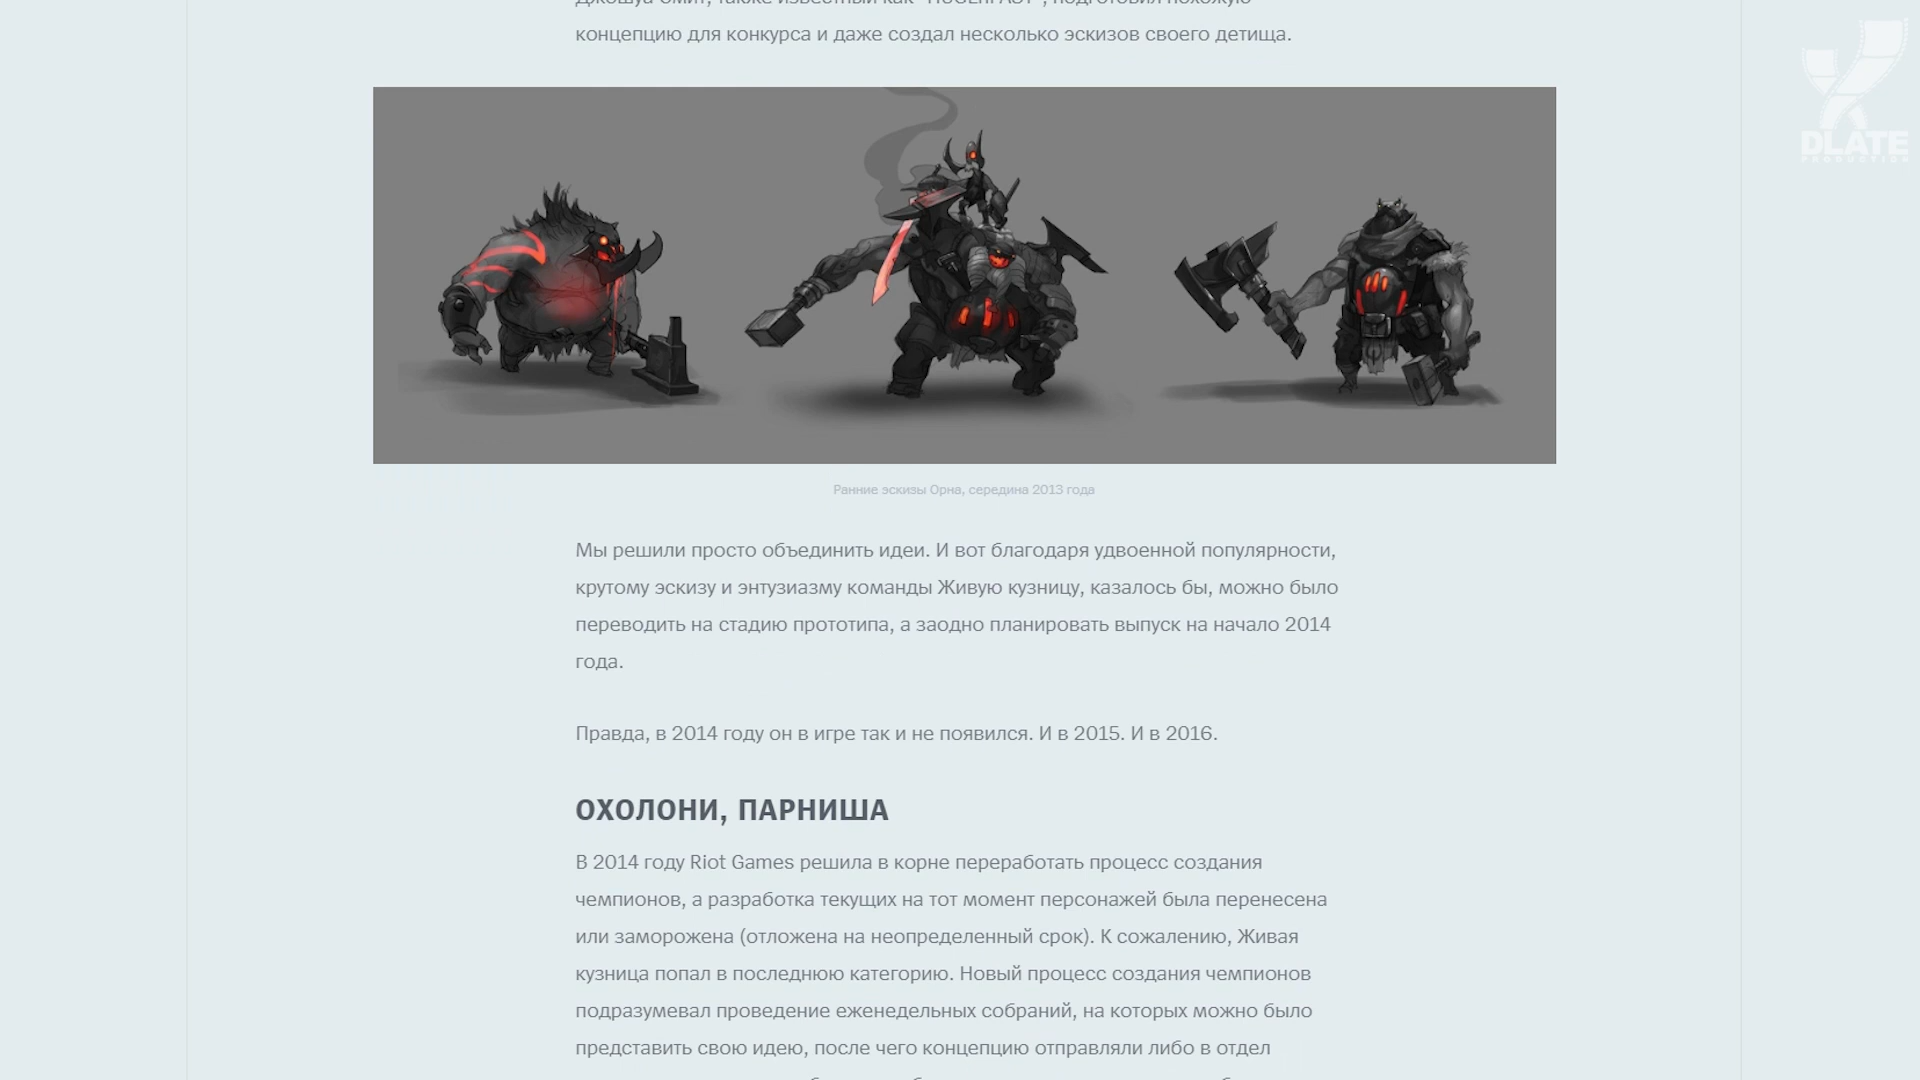 концепцию для конкурса и даже создал несколько эскизов своего детища.
DLATE
PRODUCTION
Ранние эскизы Орна, середина 2013 года
Мы решили просто объединить идеи. И вот благодаря удвоенной популярности,
крутому эскизу и энтузиазму команды Живую кузницу, казалось бы, можно было
переводить на стадию прототипа, а заодно планировать выпуск на начало 2014
года.
Правда, в 2014 году он в игре так и не появился. И в 2015. И в 2016.
ОХОЛОНИ, ПАРНИША
В 2014 году Riot Games решила в корне переработать процесс создания
чемпионов, а разработка текущих на тот момент персонажей была перенесена
или заморожена (отложена на неопределенный срок). К сожалению, Живая
кузница попал в последнюю категорию. Новый процесс создания чемпионов
подразумевал проведение еженедельных собраний, на которых можно было
представить свою идею, после чего концепцию отправляли либо в отдел